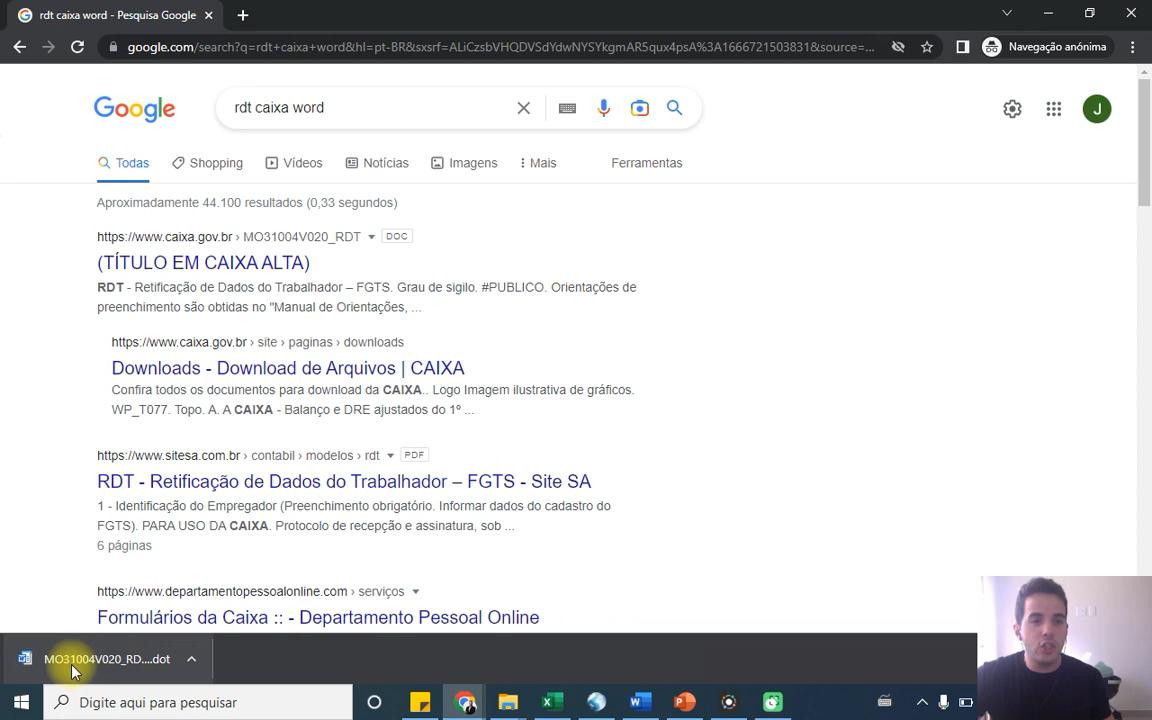 rdt caixa word - Pesquisa Google
google.com/search?q=rdt+caixa+word&hl=pt-BR&sxsrf=ALiCzsbVHQDVSdYdwNYSYkgmAR5qux4psA%3A1666721503831&source=...
Navegação anónima
Google
rdt caixa word
J
Todas
Shopping
Vídeos
Notícias
Imagens
Mais
Ferramentas
Aproximadamente 44.100 resultados (0,33 segundos)
https://www.caixa.gov.br › MO31004V020_RDT DOC
(TÍTULO EM CAIXA ALTA)
RDT - Retificação de Dados do Trabalhador – FGTS. Grau de sigilo. #PUBLICO. Orientações de
preenchimento são obtidas no "Manual de Orientações, ...
https://www.caixa.gov.br › site › paginas › downloads
Downloads - Download de Arquivos | CAIXA
Confira todos os documentos para download da CAIXA.. Logo Imagem ilustrativa de gráficos.
WP_T077. Topo. A. A CAIXA - Balanço e DRE ajustados do 1º ...
https://www.sitesa.com.br › contabil › modelos › rdt PDF
RDT - Retificação de Dados do Trabalhador – FGTS - Site SA
1 - Identificação do Empregador (Preenchimento obrigatório. Informar dados do cadastro do
FGTS). PARA USO DA CAIXA. Protocolo de recepção e assinatura, sob ...
6 páginas
https://www.departamentopessoalonline.com › serviços
Formulários da Caixa :: - Departamento Pessoal Online
MO31004V020_RD....dot
Digite aqui para pesquisar